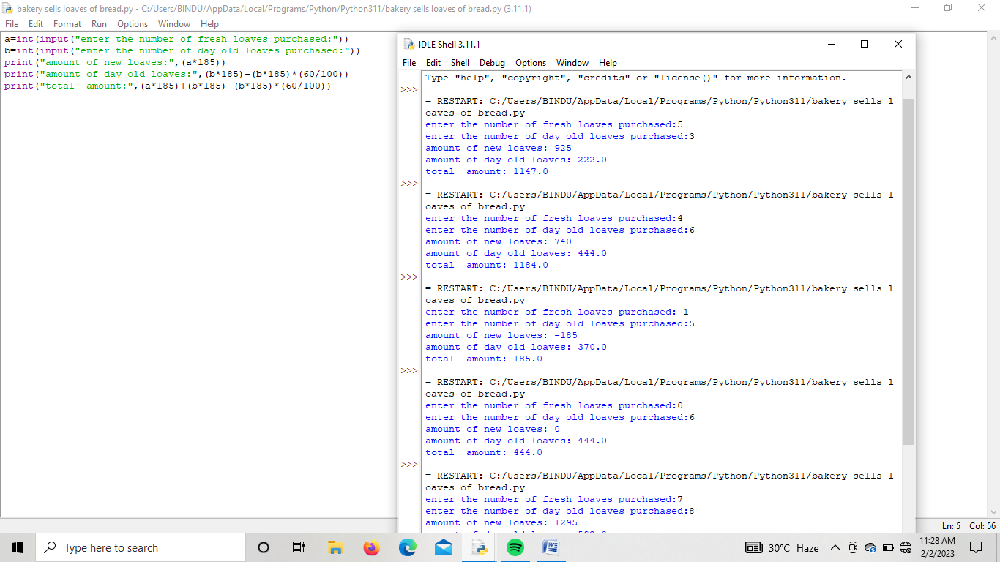 bakery sells loaves of bread.py - C:/Users/BINDU/AppData/Local/Programs/Python/Python311/bakery sells loaves of bread.py (3.11.1)
File Edit Format Run Options Window Help
a=int(input("enter the number of fresh loaves purchased:"))
b=int(input("enter the number of day old loaves purchased:"))
print("amount of new loaves:",(a*185))
print("amount of day old loaves:",(b*185)-(b*185)*(60/100))
print("total  amount:",(a*185)+(b*185)-(b*185)*(60/100))
IDLE Shell 3.11.1
File Edit Shell Debug Options Window Help
Type "help", "copyright", "credits" or "license()" for more information.
>>>
= RESTART: C:/Users/BINDU/AppData/Local/Programs/Python/Python311/bakery sells l
oaves of bread.py
enter the number of fresh loaves purchased:5
enter the number of day old loaves purchased:3
amount of new loaves: 925
amount of day old loaves: 222.0
total  amount: 1147.0
>>>
= RESTART: C:/Users/BINDU/AppData/Local/Programs/Python/Python311/bakery sells l
oaves of bread.py
enter the number of fresh loaves purchased:4
enter the number of day old loaves purchased:6
amount of new loaves: 740
amount of day old loaves: 444.0
total  amount: 1184.0
>>>
= RESTART: C:/Users/BINDU/AppData/Local/Programs/Python/Python311/bakery sells l
oaves of bread.py
enter the number of fresh loaves purchased:-1
enter the number of day old loaves purchased:5
amount of new loaves: -185
amount of day old loaves: 370.0
total  amount: 185.0
>>>
= RESTART: C:/Users/BINDU/AppData/Local/Programs/Python/Python311/bakery sells l
oaves of bread.py
enter the number of fresh loaves purchased:0
enter the number of day old loaves purchased:6
amount of new loaves: 0
amount of day old loaves: 444.0
total  amount: 444.0
>>>
= RESTART: C:/Users/BINDU/AppData/Local/Programs/Python/Python311/bakery sells l
oaves of bread.py
enter the number of fresh loaves purchased:7
enter the number of day old loaves purchased:8
amount of new loaves: 1295
Ln: 5 Col: 56
Type here to search
30°C Haze
11:28 AM
2/2/2023